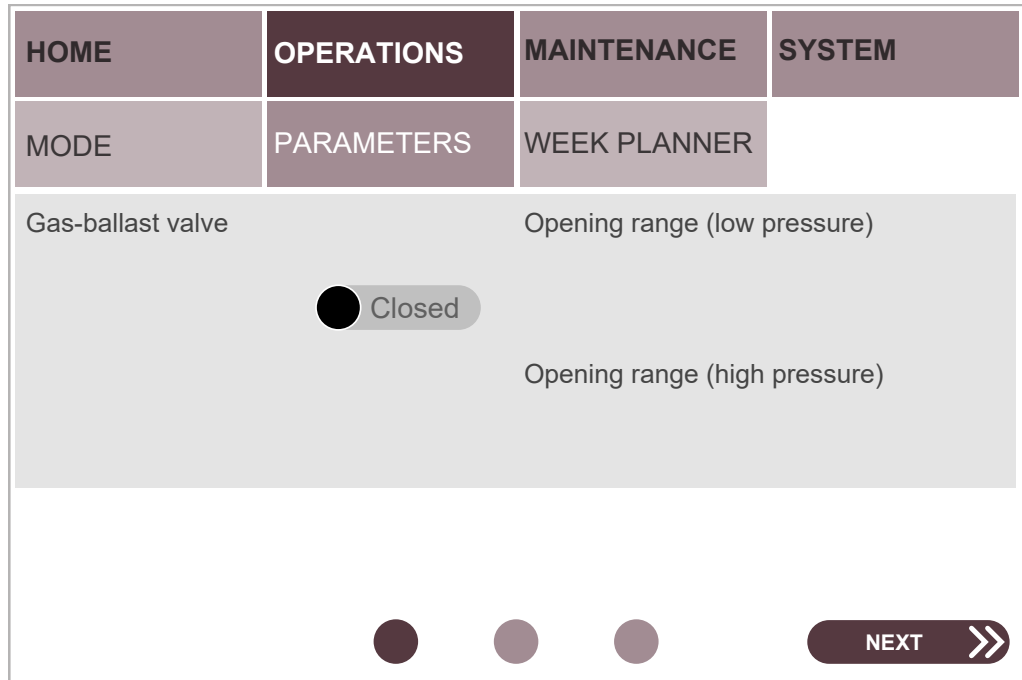 HOME OPERATIONS MAINTENANCE SYSTEM
MODE PARAMETERS WEEK PLANNER
Gas-ballast valve Opening range (low pressure)
Closed
Opening range (high pressure)
NEXT